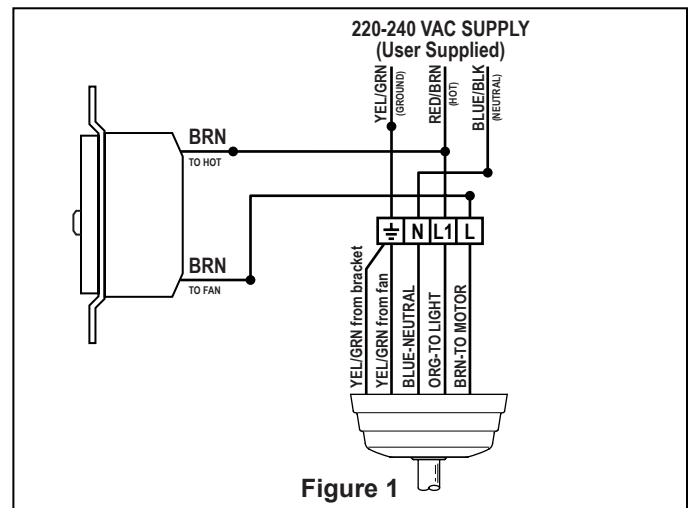 220-240 VAC SUPPLY
(User Supplied)
YEL/GRN
(GROUND)
RED/BRN
(HOT)
BLUE/BLK
(NEUTRAL)
BRN
TO HOT
BRN
TO FAN
N
L1
L
YEL/GRN from bracket
YEL/GRN from fan
BLUE-NEUTRAL
ORG-TO LIGHT
BRN-TO MOTOR
Figure 1